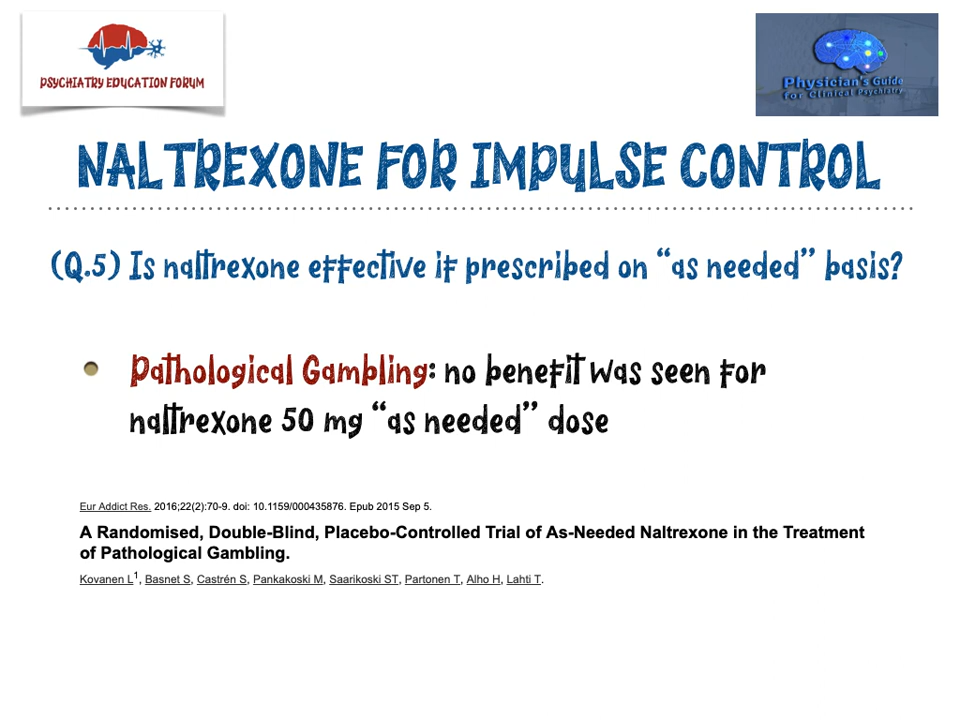 PSYCHIATRY EDUCATION FORUM
Physician's Guide
for Clinical Psychiatry
NALTREXONE FOR IMPULSE CONTROL
(Q.5) Is naltrexone effective if prescribed on “as needed” basis?
Pathological Gambling: no benefit was seen for
naltrexone 50 mg “as needed” dose
Eur Addict Res. 2016;22(2):70-9. doi: 10.1159/000435876. Epub 2015 Sep 5.
A Randomised, Double-Blind, Placebo-Controlled Trial of As-Needed Naltrexone in the Treatment
of Pathological Gambling.
Kovanen L1, Basnet S, Castrén S, Pankakoski M, Saarikoski ST, Partonen T, Alho H, Lahti T.